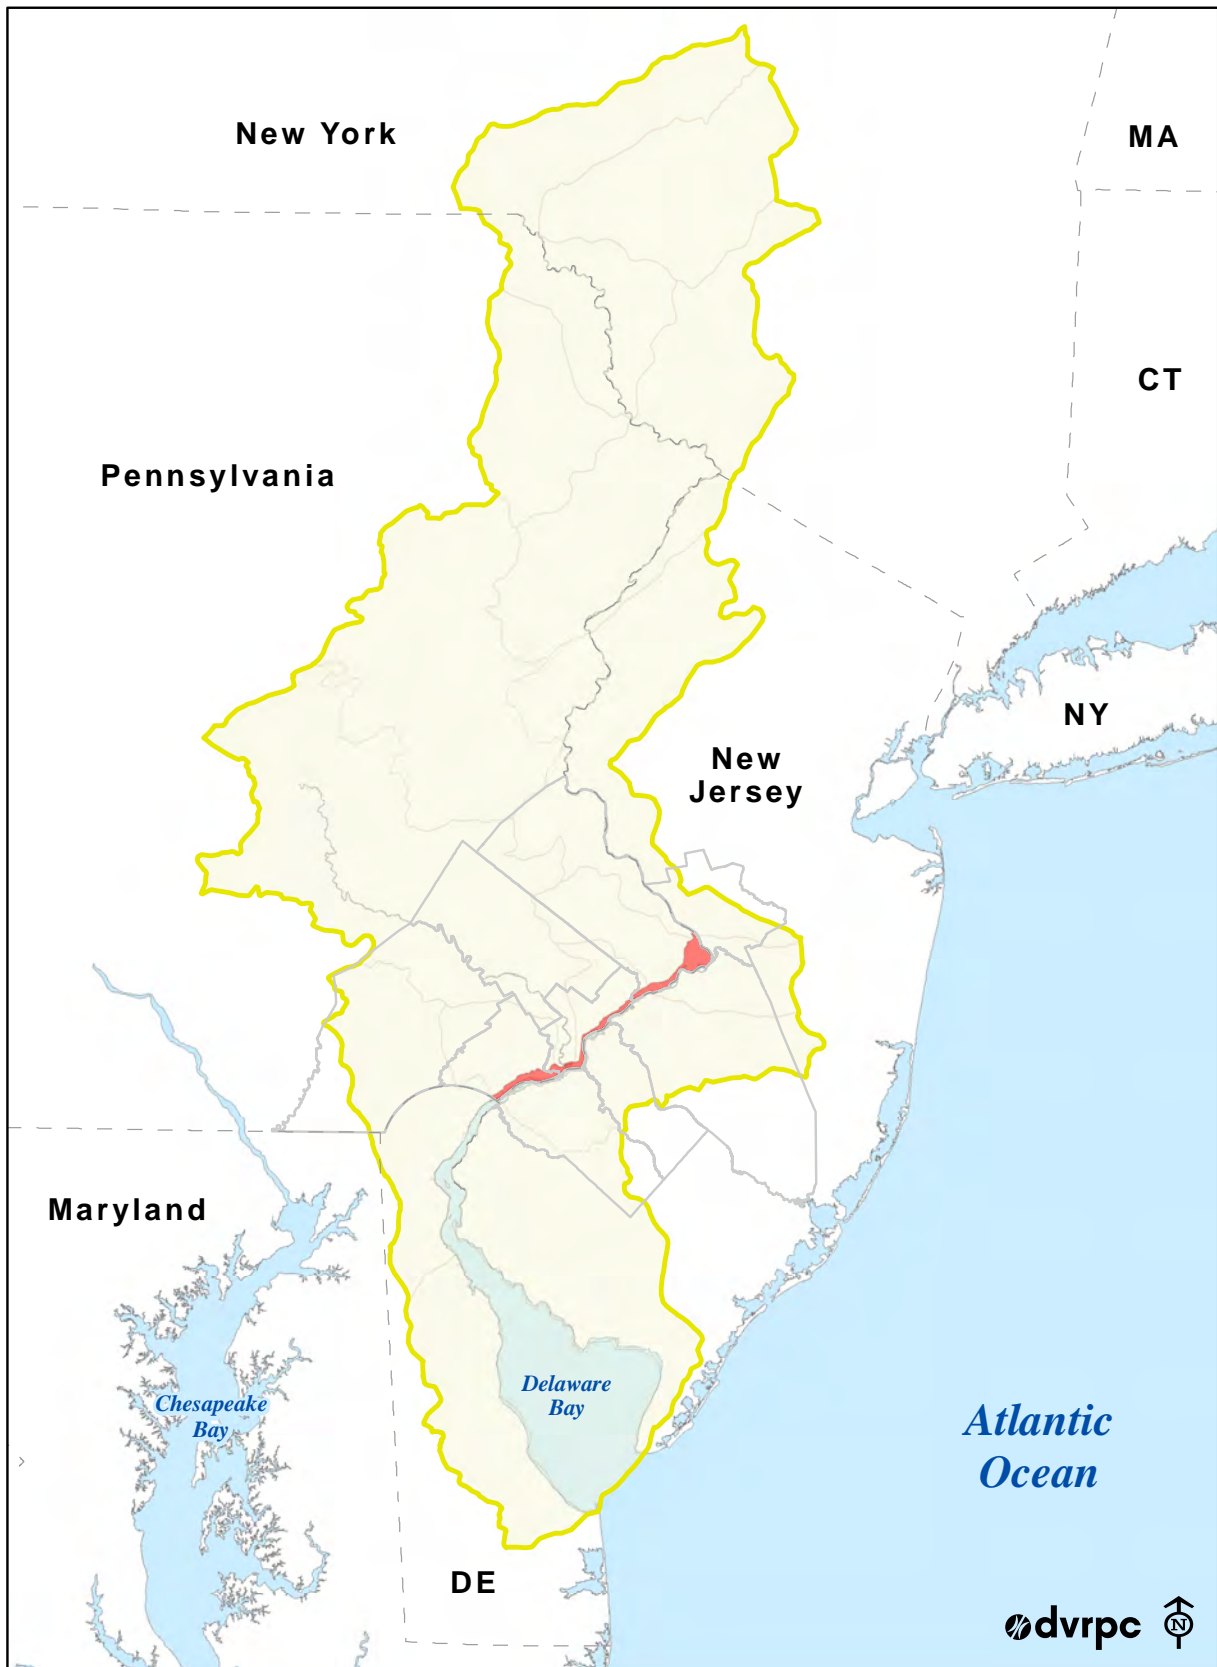 New York
MA
CT
Pennsylvania
NY
New
Jersey
Maryland
Delaware
Bay
Chesapeake
Bay
Atlantic
Ocean
DE
dvrpc
N